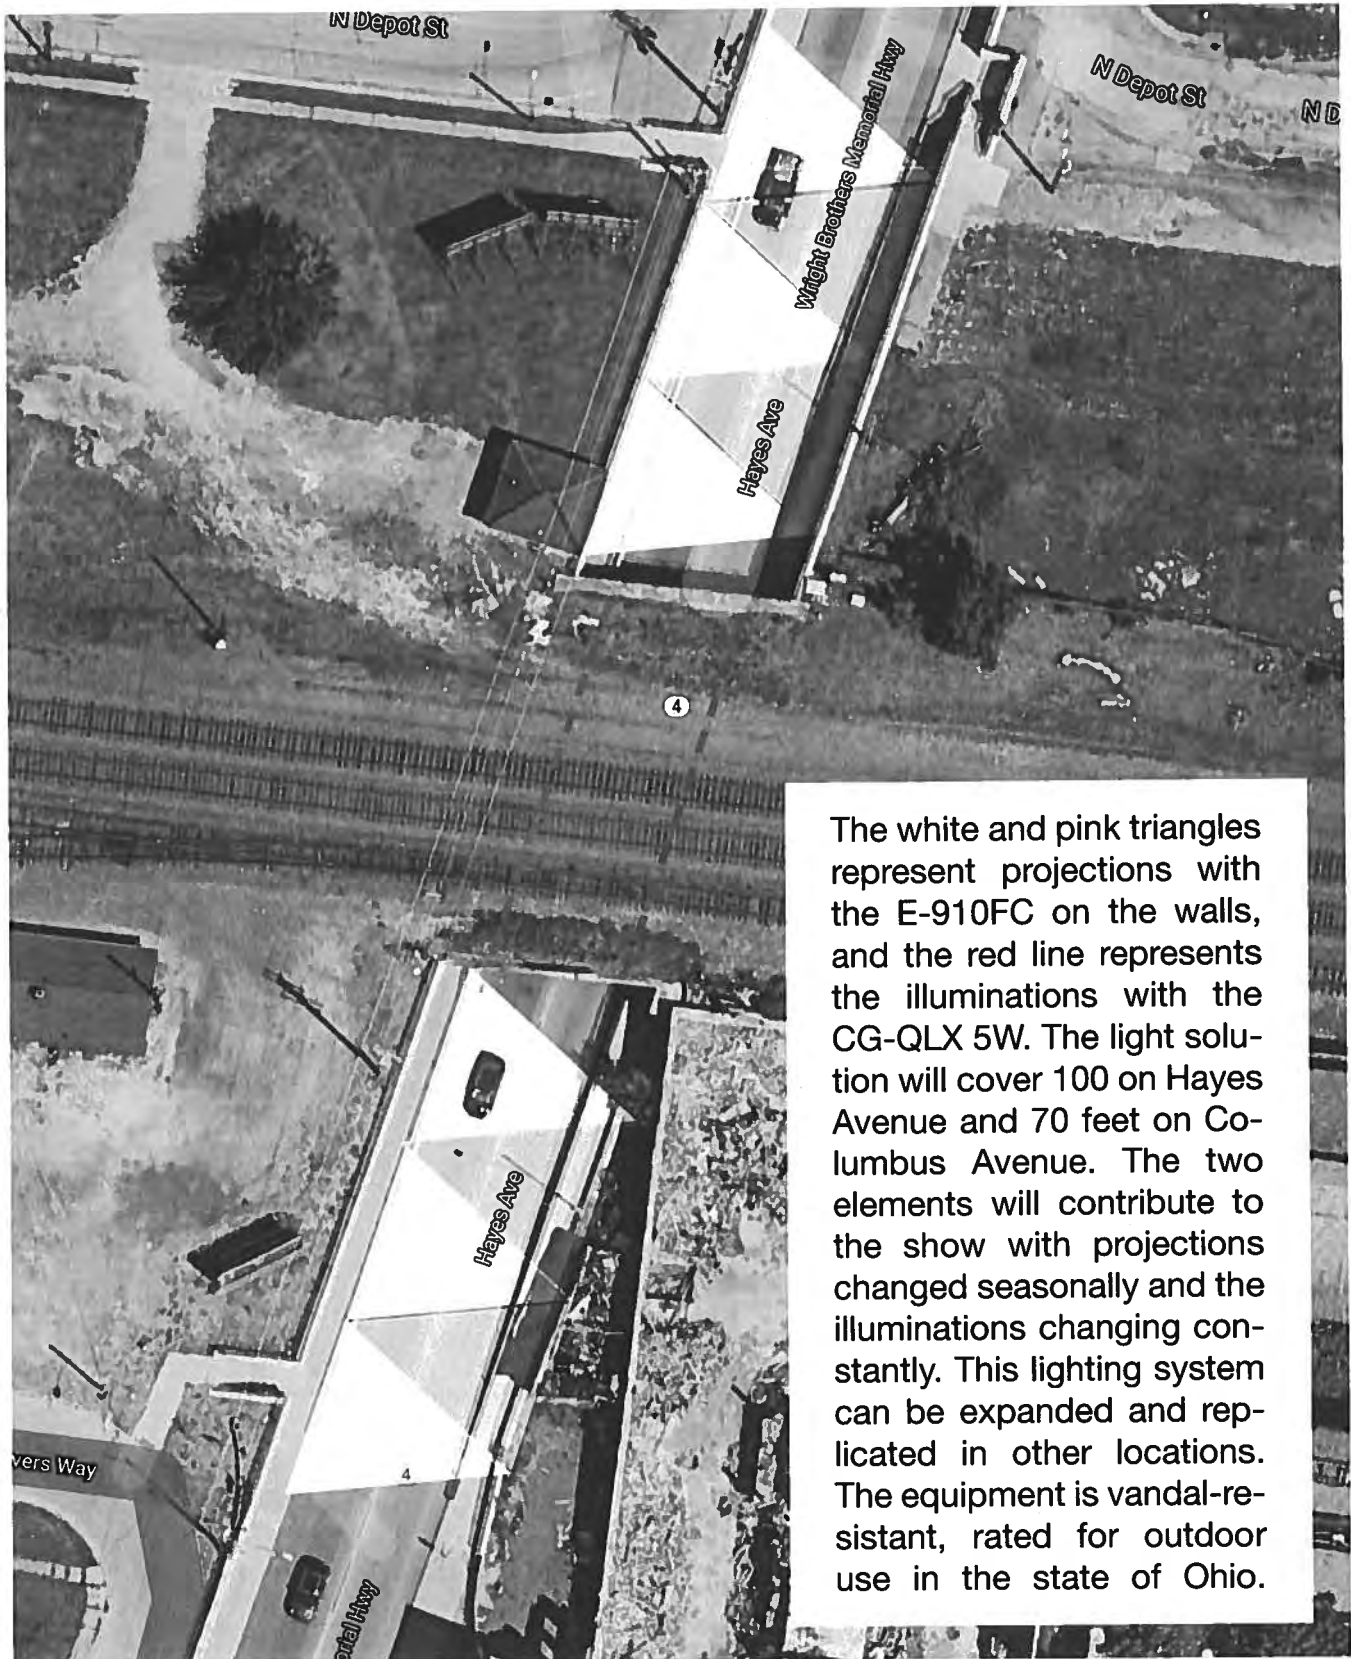 N Depot St
N Depot St
N D
Wright Brothers Memorial Hwy
Hayes Ave
4
The white and pink triangles
represent projections with
the E-910FC on the walls,
and the red line represents
the illuminations with the
CG-QLX 5W. The light solu-
tion will cover 100 on Hayes
Avenue and 70 feet on Co-
lumbus Avenue. The two
elements will contribute to
the show with projections
changed seasonally and the
illuminations changing con-
stantly. This lighting system
can be expanded and rep-
licated in other locations.
The equipment is vandal-re-
sistant, rated for outdoor
use in the state of Ohio.
Hayes Ave
vers Way
4
orial Hwy